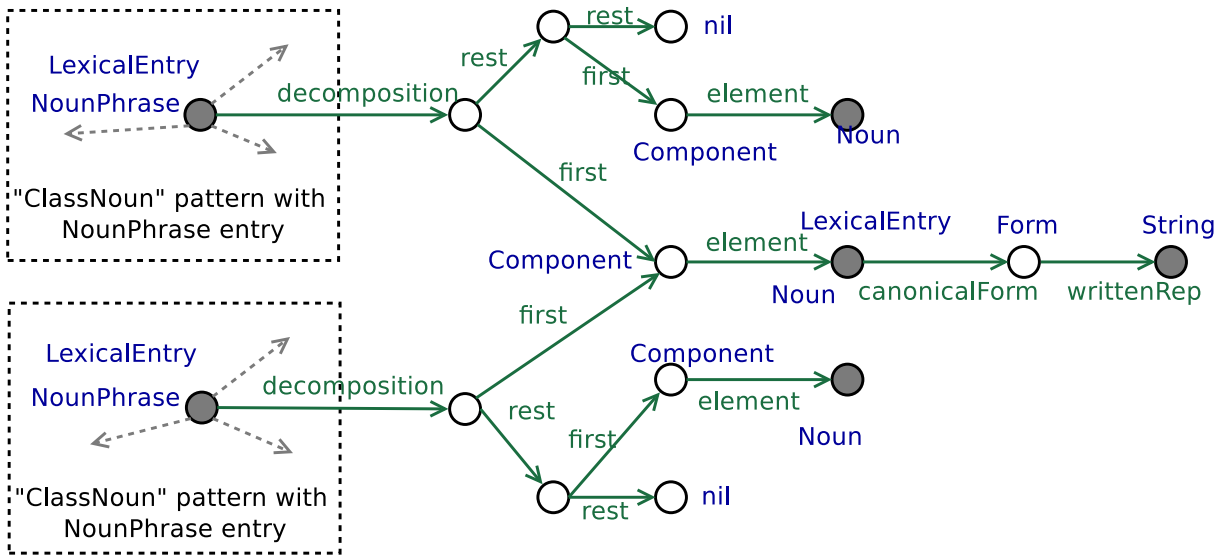 rest
nil
LexicalEntry
rest
first
NounPhrase
decomposition
element
Component
Noun
first
"ClassNoun" pattern with
NounPhrase entry
LexicalEntry
Form
String
element
Component
Noun
canonicalForm
writtenRep
first
LexicalEntry
Component
NounPhrase
decomposition
element
rest
first
Noun
"ClassNoun" pattern with
nil
rest
NounPhrase entry